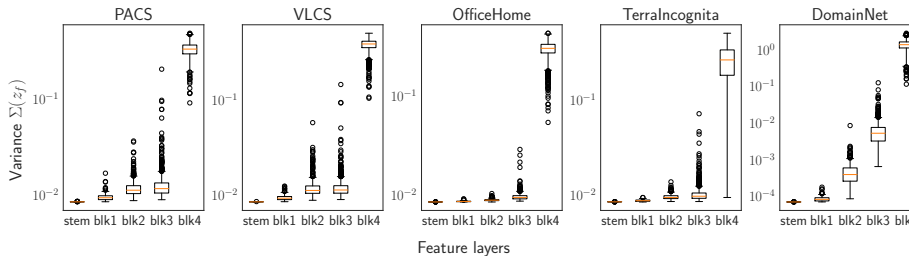 PACS VLCS OfficeHome TerraIncognita DomainNet
Variance Σ(z_f)
10⁻¹ 10⁻¹ 10⁻¹ 10⁻¹ 10⁰
10⁻¹
10⁻²
10⁻³
10⁻² 10⁻² 10⁻² 10⁻² 10⁻⁴
stem blk1 blk2 blk3 blk4 stem blk1 blk2 blk3 blk4 stem blk1 blk2 blk3 blk4 stem blk1 blk2 blk3 blk4 stem blk1 blk2 blk3 blk4
Feature layers